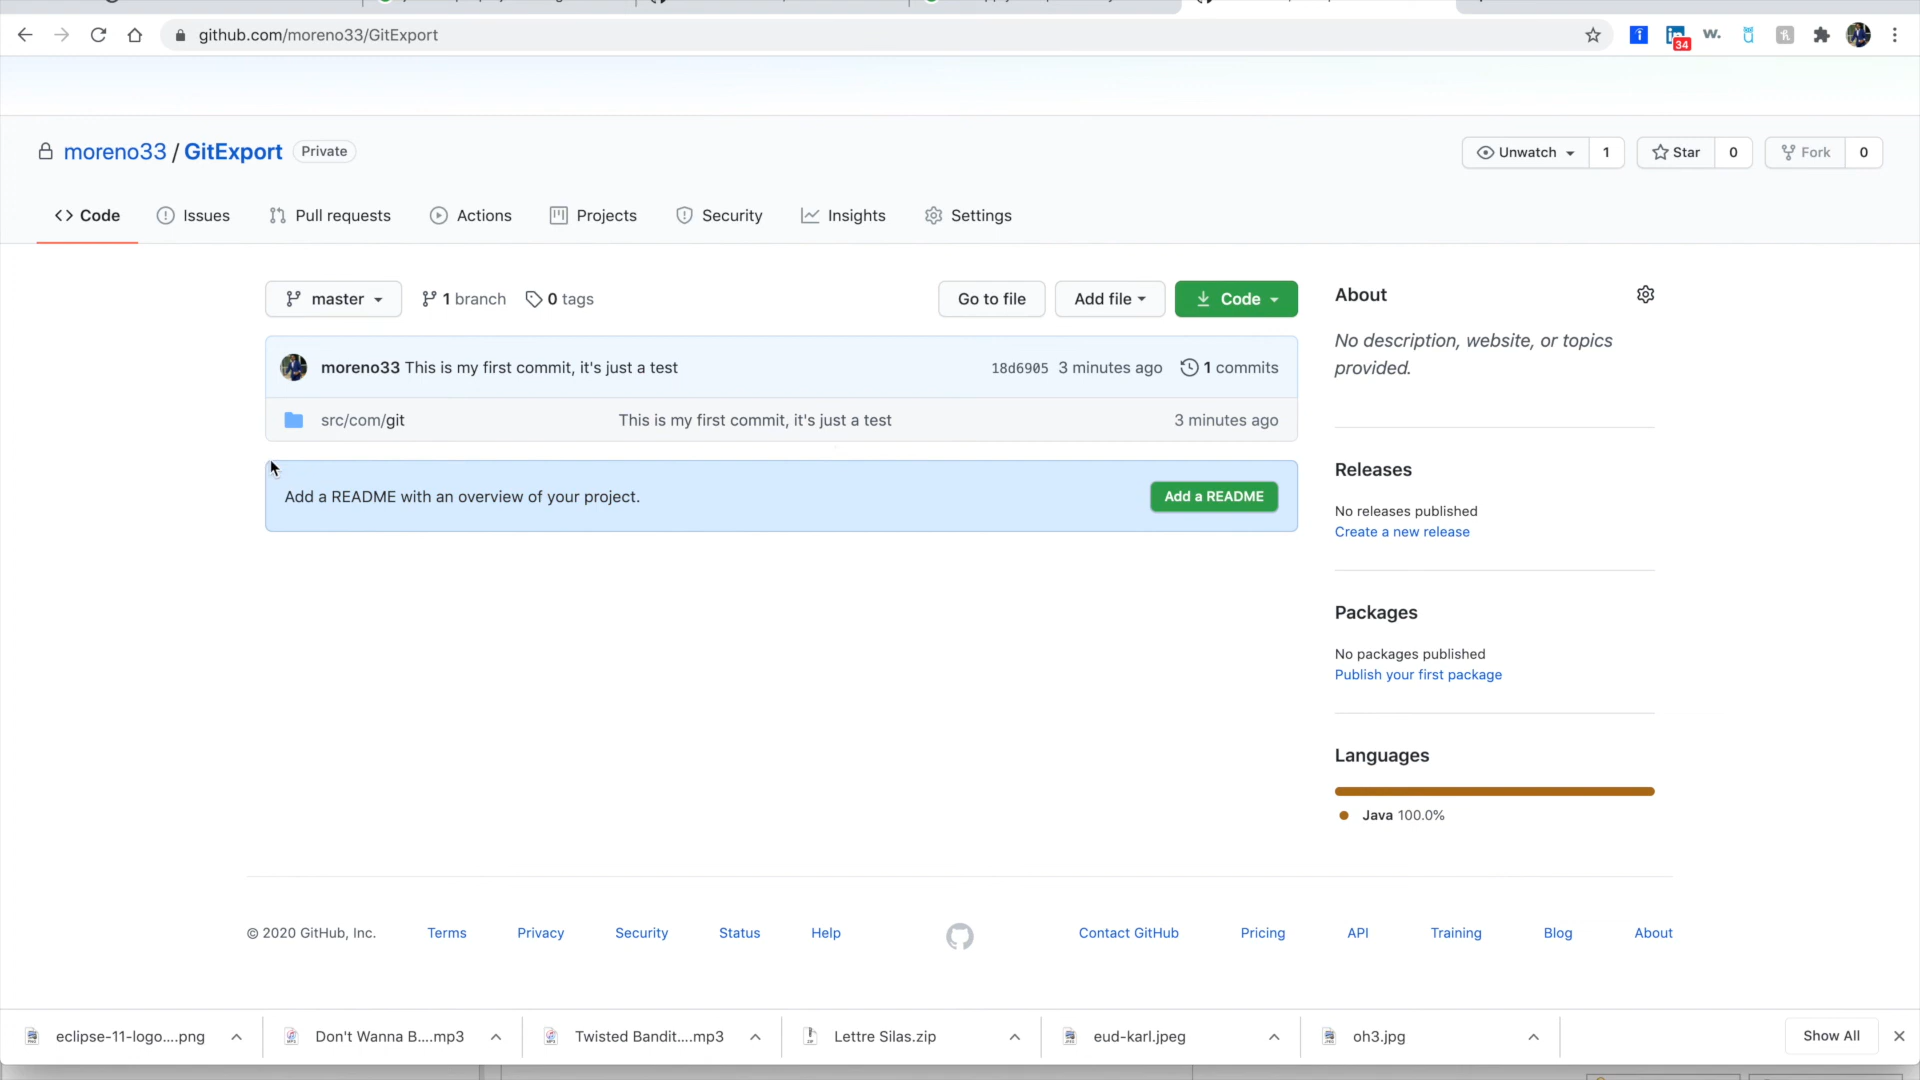 github.com/moreno33/GitExport
34
w.
moreno33 / GitExport Private
Unwatch 1
Star 0
Fork 0
Code
Issues
Pull requests
Actions
Projects
Security
Insights
Settings
master
1 branch
0 tags
Go to file
Add file
Code
moreno33 This is my first commit, it's just a test
18d6905 3 minutes ago
1 commits
src/com/git
This is my first commit, it's just a test
3 minutes ago
Add a README with an overview of your project.
Add a README
About
No description, website, or topics
provided.
Releases
No releases published
Create a new release
Packages
No packages published
Publish your first package
Languages
Java 100.0%
© 2020 GitHub, Inc.
Terms
Privacy
Security
Status
Help
Contact GitHub
Pricing
API
Training
Blog
About
eclipse-11-logo....png
Don't Wanna B....mp3
Twisted Bandit....mp3
Lettre Silas.zip
eud-karl.jpeg
oh3.jpg
Show All